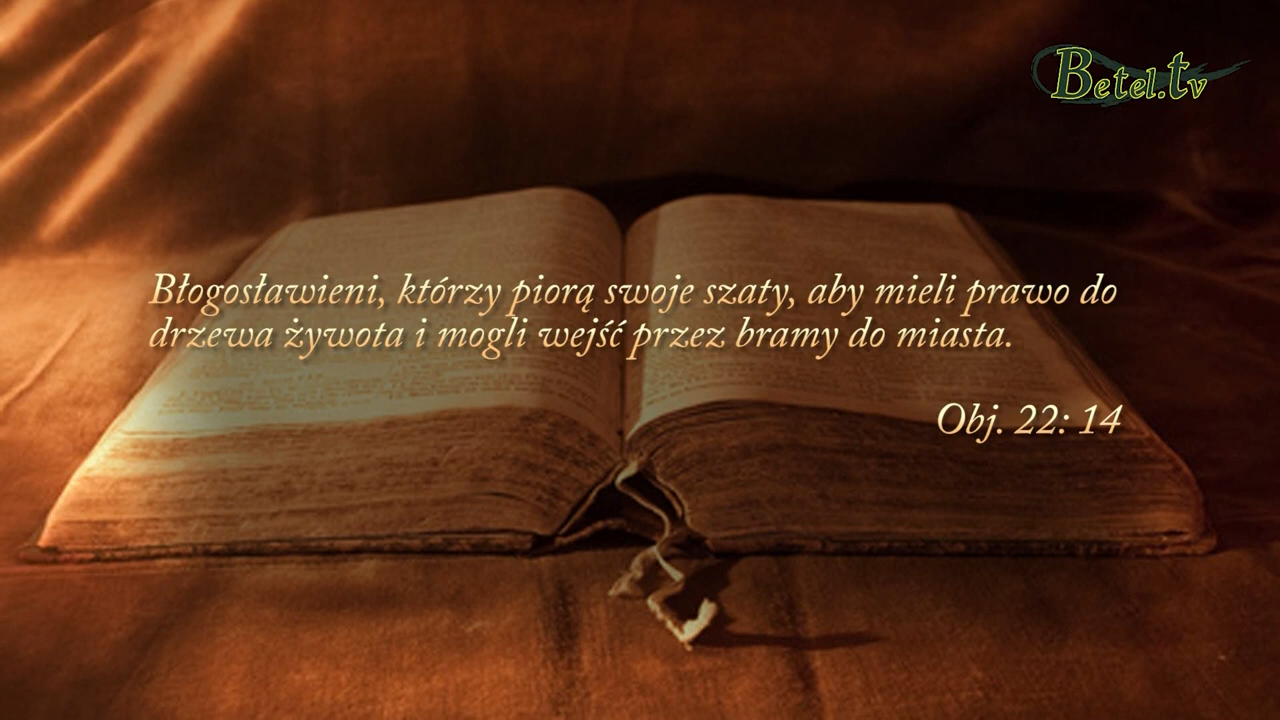 Betel.tv
Błogosławieni, którzy piorą swoje szaty, aby mieli prawo do
drzewa żywota i mogli wejść przez bramy do miasta.
Obj. 22: 14